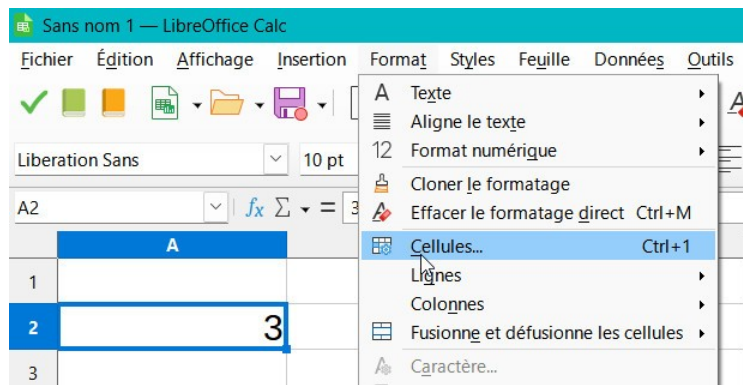 Sans nom 1 — LibreOffice Calc
Fichier Édition Affichage Insertion Format Styles Feuille Données Outils
Texte
Aligne le texte
12 Format numérique
Liberation Sans 10 pt
Cloner le formatage
A2 fx Σ = 3
Effacer le formatage direct Ctrl+M
A
Cellules... Ctrl+1
1
Lignes
Colonnes
2 3
Fusionne et défusionne les cellules
3
Caractère...